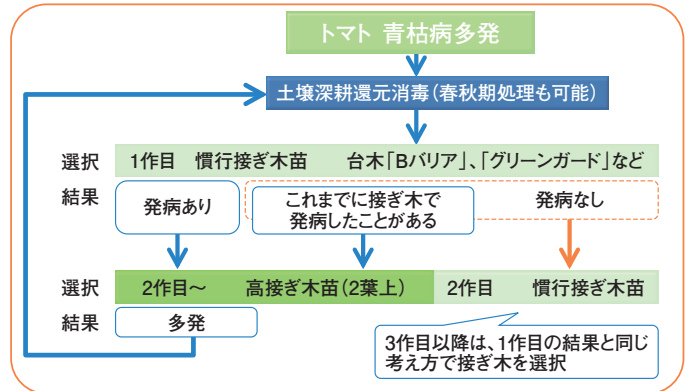 トマト 青枯病多発
土壌深耕還元消毒(春秋期処理も可能)
選択 1作目 慣行接ぎ木苗 台木「Bバリア」、「グリーンガード」など
結果 発病あり これまでに接ぎ木で
発病したことがある
発病なし
選択 2作目～ 高接ぎ木苗(2葉上) 2作目 慣行接ぎ木苗
結果 多発
3作目以降は、1作目の結果と同じ
考え方で接ぎ木を選択